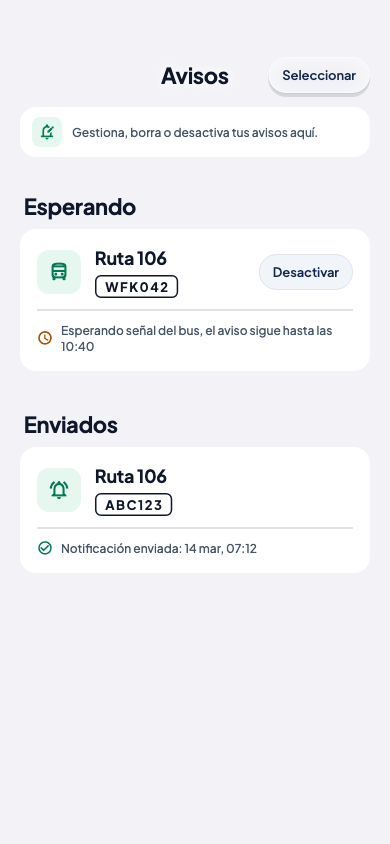 Avisos
Seleccionar
Gestiona, borra o desactiva tus avisos aquí.
Esperando
Ruta 106
WFK042
Desactivar
Esperando señal del bus, el aviso sigue hasta las
10:40
Enviados
Ruta 106
ABC123
Notificación enviada: 14 mar, 07:12